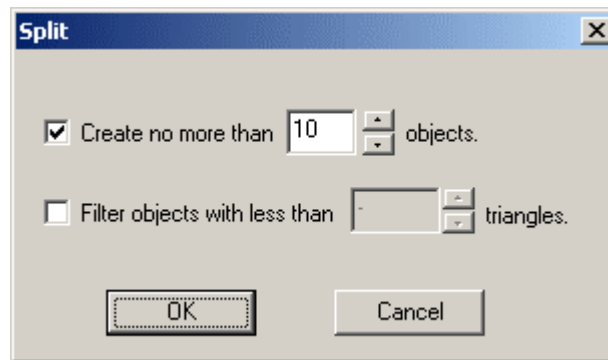 Split
Create no more than 10 objects.
Filter objects with less than - triangles.
OK Cancel